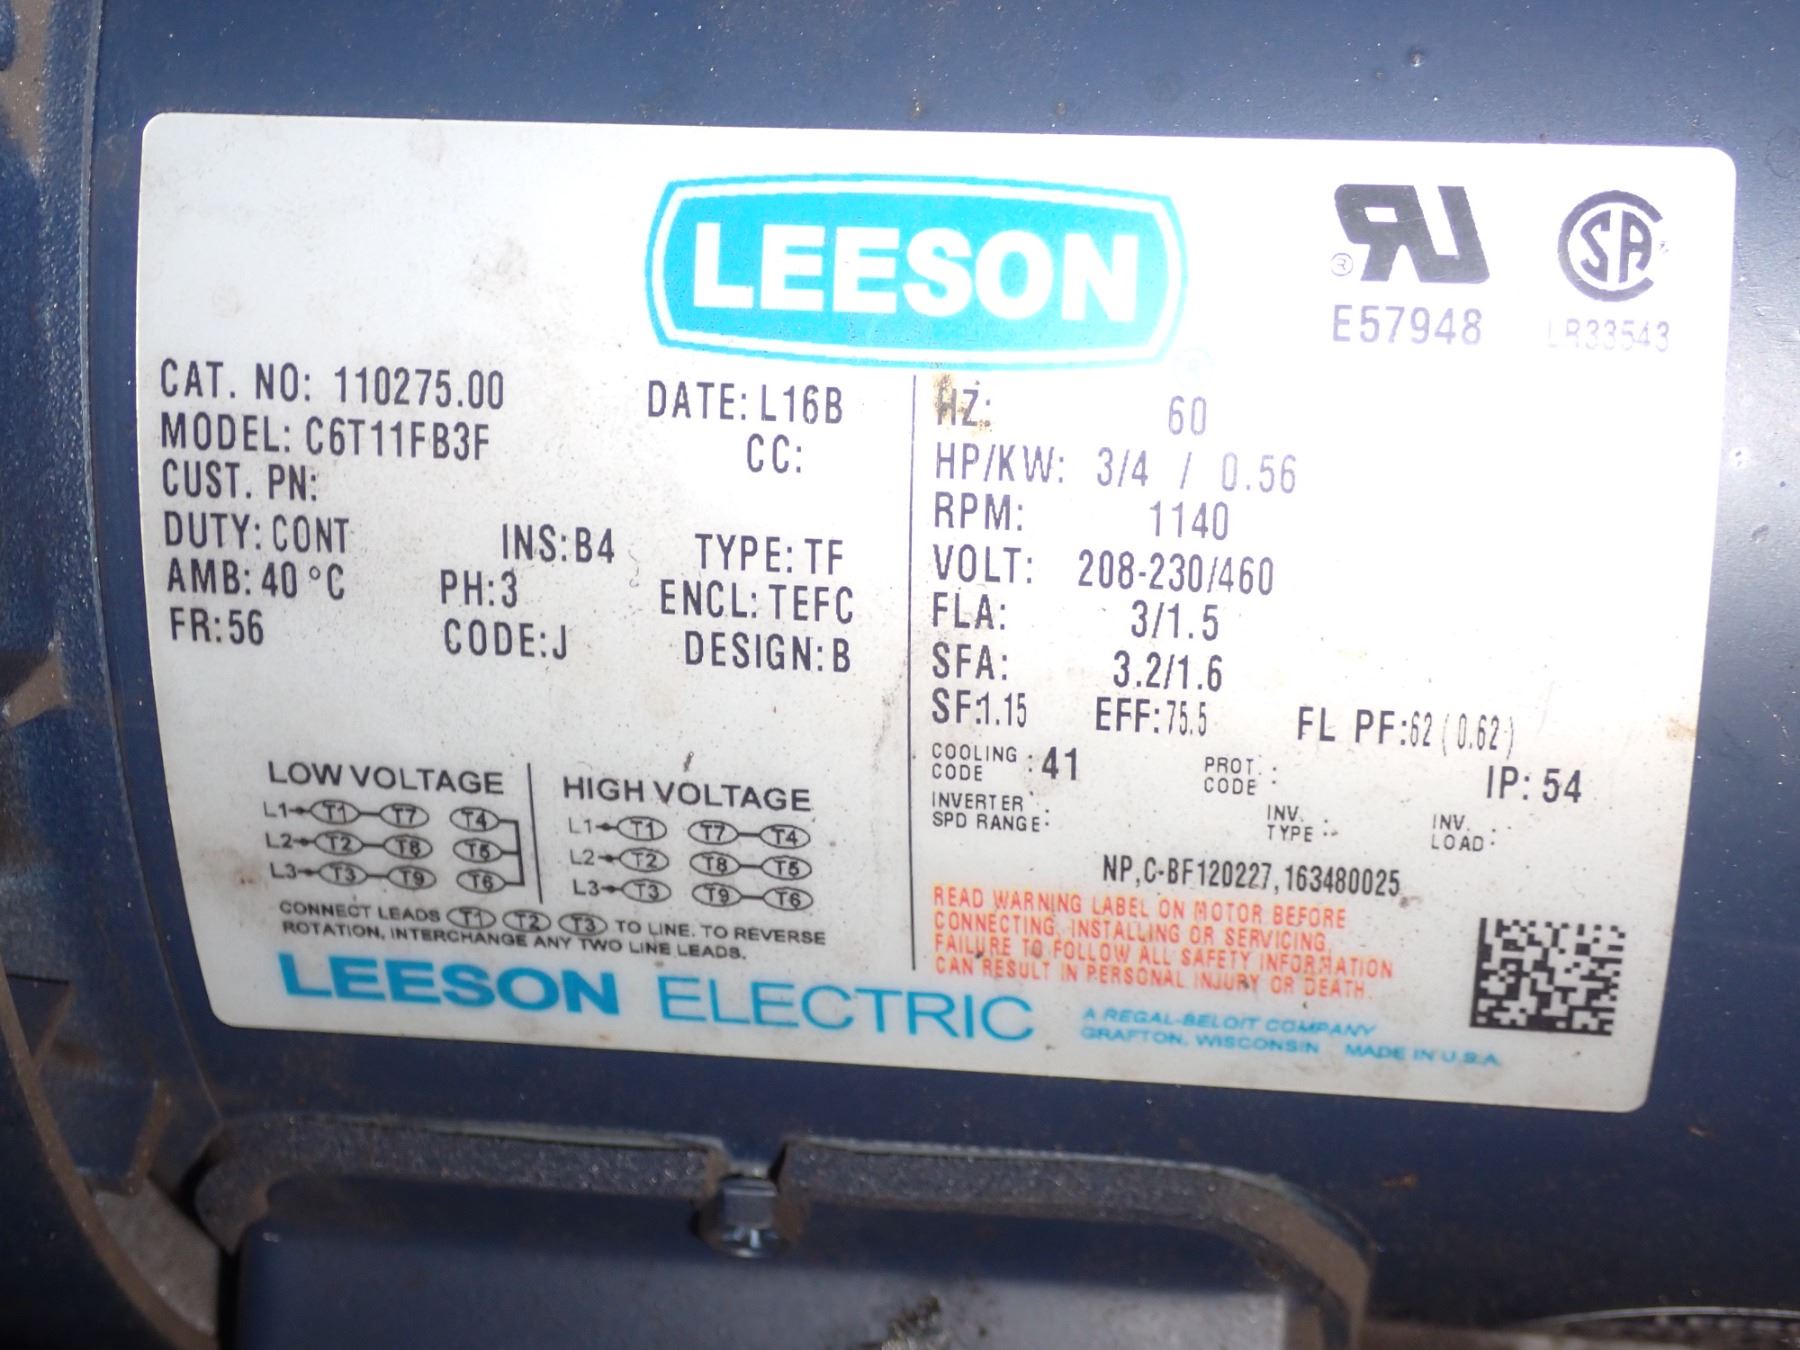 LEESON
E57948
LR33543
CAT. NO: 110275.00
DATE: L16B
MODEL: C6T11FB3F
CC:
CUST. PN:
DUTY: CONT INS:B4 TYPE: TF
AMB: 40 °C PH:3 ENCL: TEFC
FR:56 CODE:J DESIGN: B
HZ: 60
HP/KW: 3/4 / 0.56
RPM: 1140
VOLT: 208-230/460
FLA: 3/1.5
SFA: 3.2/1.6
SF:1.15 EFF:75.5 FL PF:62 (0.62)
COOLING CODE : 41 PROT. CODE : IP: 54
INVERTER SPD RANGE : INV. TYPE : INV. LOAD :
NP,C-BF120227,163480025
LOW VOLTAGE
L1 T1 T7 T4
L2 T2 T8 T5
L3 T3 T9 T6
HIGH VOLTAGE
L1 T1 T7 T4
L2 T2 T8 T5
L3 T3 T9 T6
CONNECT LEADS T1 T2 T3 TO LINE. TO REVERSE
ROTATION, INTERCHANGE ANY TWO LINE LEADS.
READ WARNING LABEL ON MOTOR BEFORE
CONNECTING, INSTALLING OR SERVICING,
FAILURE TO FOLLOW ALL SAFETY INFORMATION
CAN RESULT IN PERSONAL INJURY OR DEATH.
LEESON ELECTRIC
A REGAL-BELOIT COMPANY
GRAFTON, WISCONSIN MADE IN U.S.A.